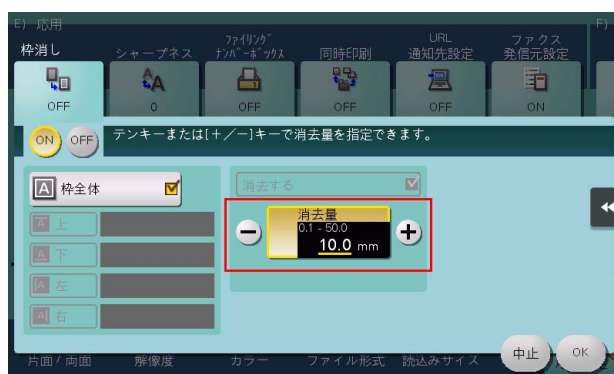 E) 応用
F)
枠消し
シャープネス
ファイリング
ナンバーボックス
同時印刷
URL
通知先設定
ファクス
発信元設定
OFF
0
OFF
OFF
OFF
ON
ON OFF テンキーまたは[+/-]キーで消去量を指定できます。
A 枠全体
消去する
A 上
A 下
A 左
A 右
消去量
0.1 - 50.0
10.0 mm
中止 OK
片面/両面 解像度 カラー ファイル形式 読込みサイズ